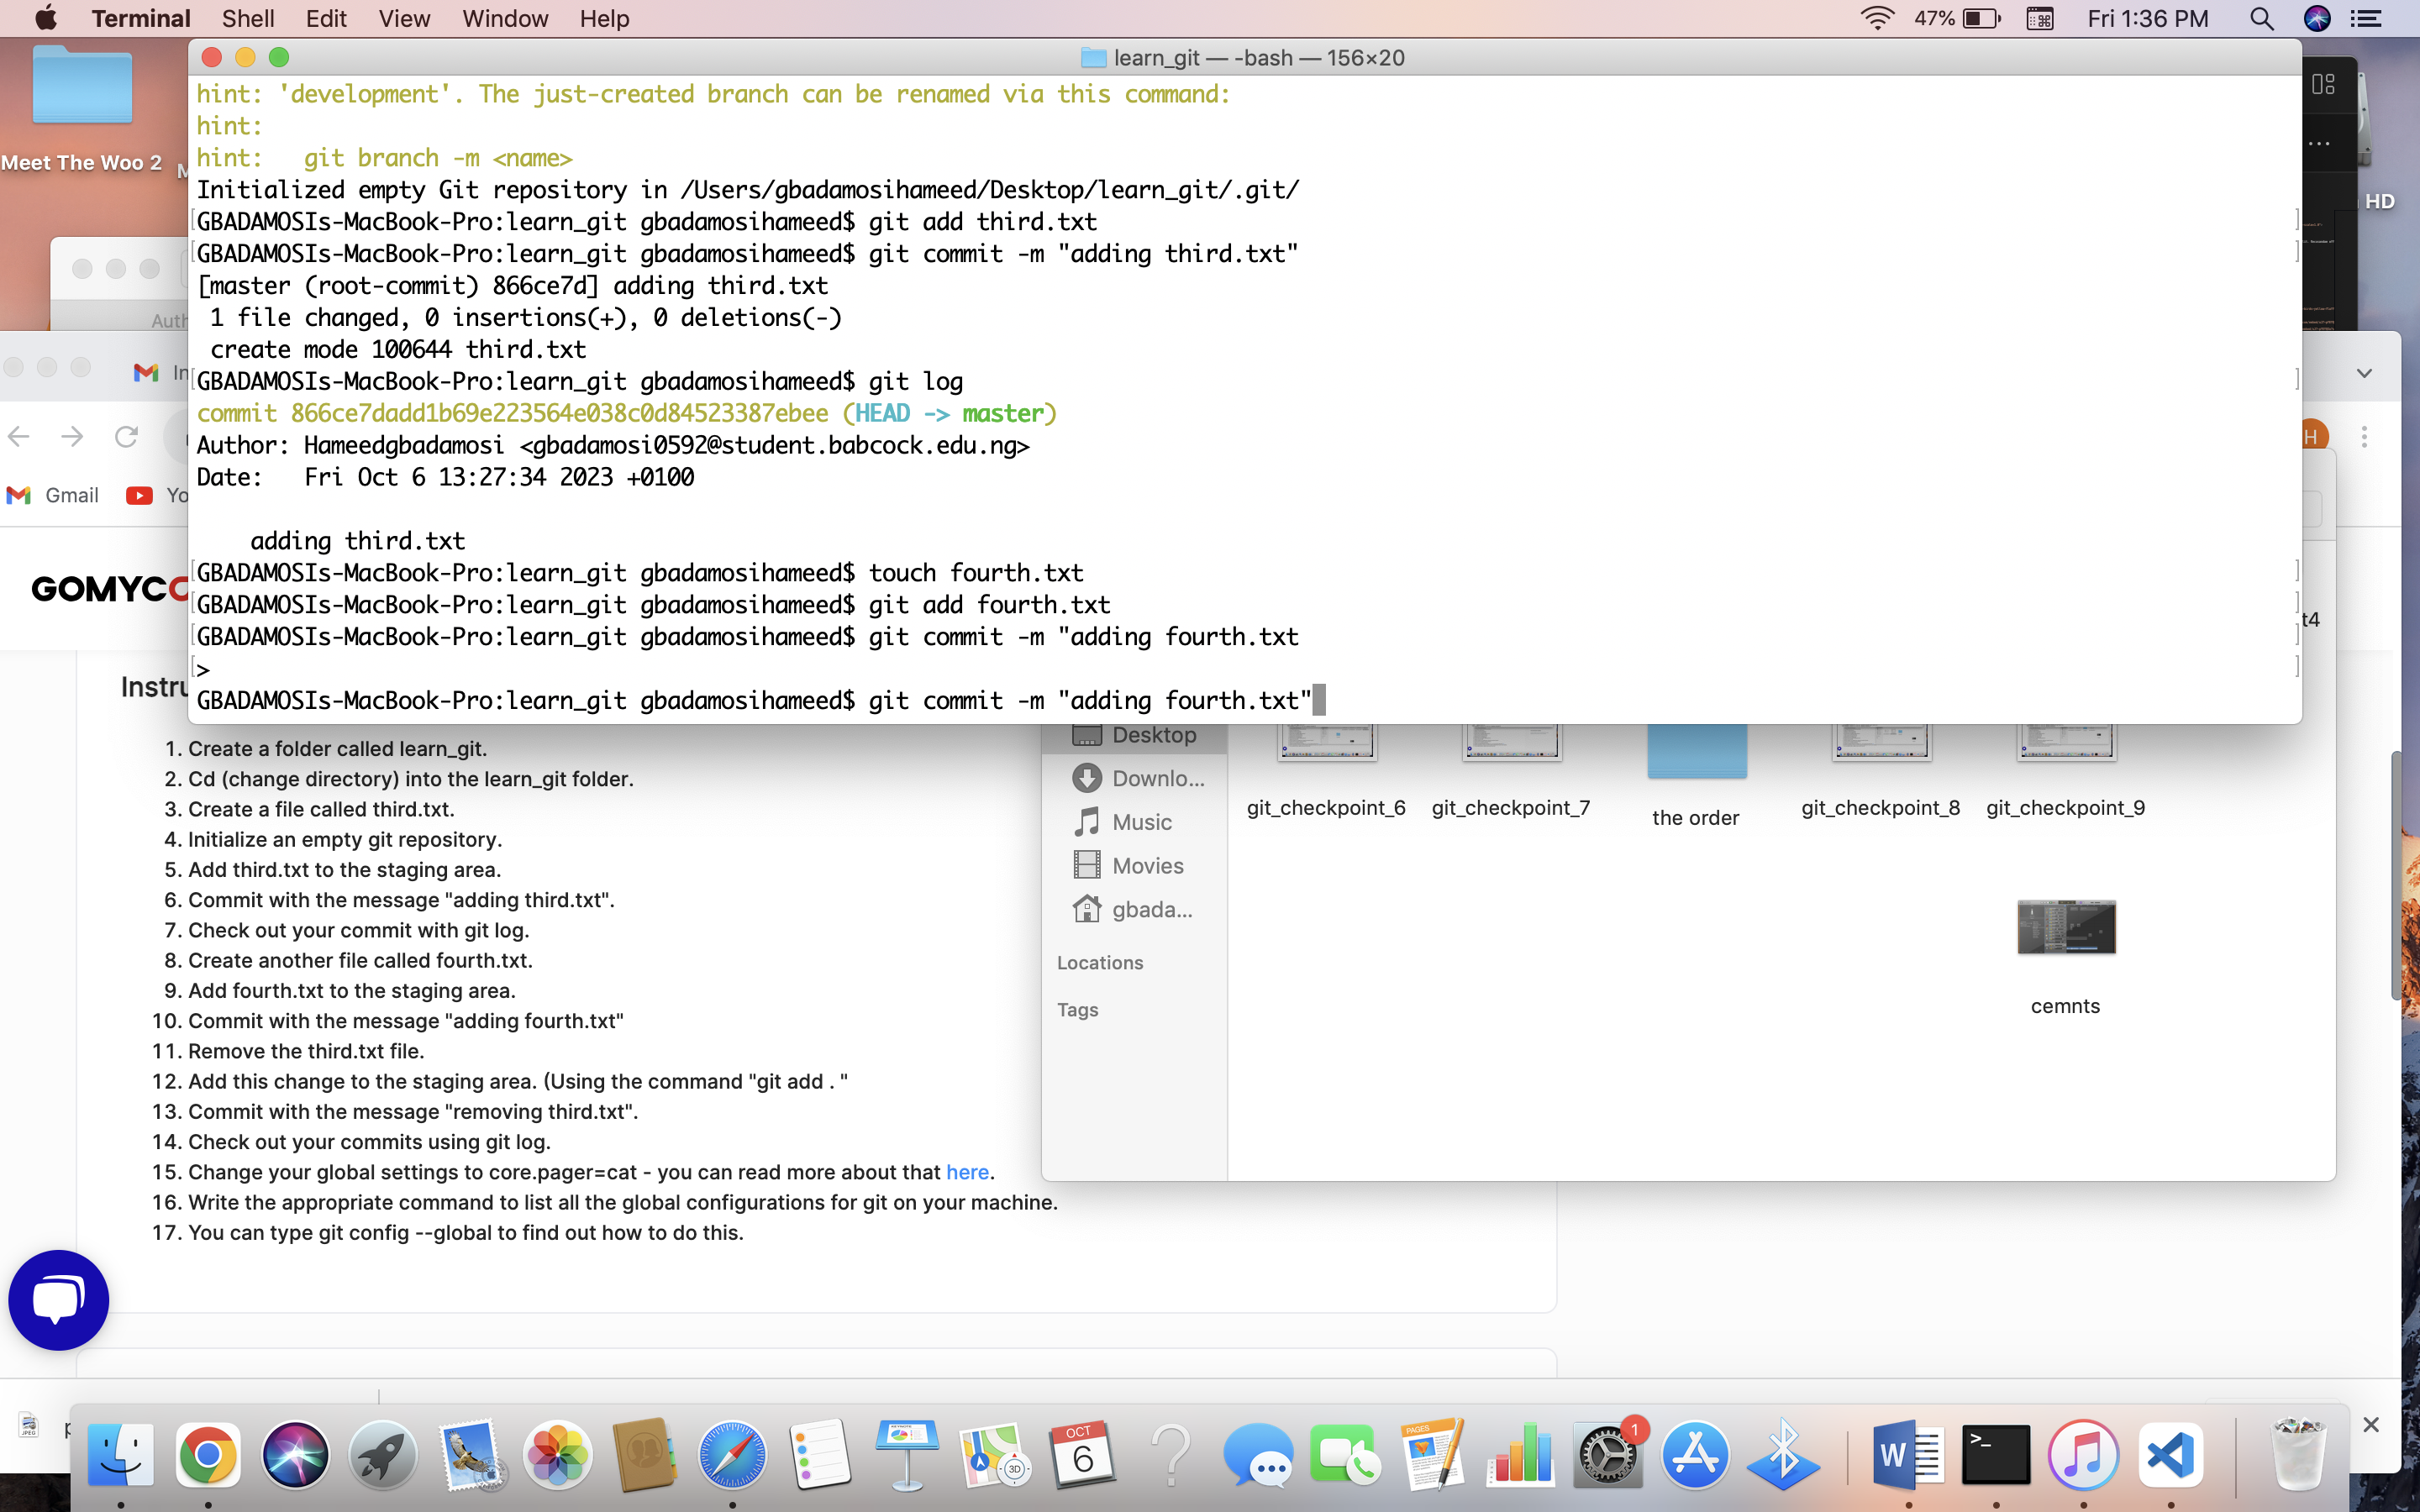 Terminal Shell Edit View Window Help 47% Fri 1:36 PM
learn_git — -bash — 156×20
hint: 'development'. The just-created branch can be renamed via this command:
hint:
hint:   git branch -m <name>
Initialized empty Git repository in /Users/gbadamosihameed/Desktop/learn_git/.git/
GBADAMOSIs-MacBook-Pro:learn_git gbadamosihameed$ git add third.txt
GBADAMOSIs-MacBook-Pro:learn_git gbadamosihameed$ git commit -m "adding third.txt"
[master (root-commit) 866ce7d] adding third.txt
 1 file changed, 0 insertions(+), 0 deletions(-)
 create mode 100644 third.txt
GBADAMOSIs-MacBook-Pro:learn_git gbadamosihameed$ git log
commit 866ce7dadd1b69e223564e038c0d84523387ebee (HEAD -> master)
Author: Hameedgbadamosi <gbadamosi0592@student.babcock.edu.ng>
Date:   Fri Oct 6 13:27:34 2023 +0100
    adding third.txt
GBADAMOSIs-MacBook-Pro:learn_git gbadamosihameed$ touch fourth.txt
GBADAMOSIs-MacBook-Pro:learn_git gbadamosihameed$ git add fourth.txt
GBADAMOSIs-MacBook-Pro:learn_git gbadamosihameed$ git commit -m "adding fourth.txt
>
GBADAMOSIs-MacBook-Pro:learn_git gbadamosihameed$ git commit -m "adding fourth.txt"
Meet The Woo 2
HD
Auth
In
H
Gmail Yo
GOMYCO
t4
Instru
1. Create a folder called learn_git.
2. Cd (change directory) into the learn_git folder.
3. Create a file called third.txt.
4. Initialize an empty git repository.
5. Add third.txt to the staging area.
6. Commit with the message "adding third.txt".
7. Check out your commit with git log.
8. Create another file called fourth.txt.
9. Add fourth.txt to the staging area.
10. Commit with the message "adding fourth.txt"
11. Remove the third.txt file.
12. Add this change to the staging area. (Using the command "git add . "
13. Commit with the message "removing third.txt".
14. Check out your commits using git log.
15. Change your global settings to core.pager=cat - you can read more about that here.
16. Write the appropriate command to list all the global configurations for git on your machine.
17. You can type git config --global to find out how to do this.
Desktop
Downlo...
Music
Movies
gbada...
Locations
Tags
git_checkpoint_6 git_checkpoint_7 the order git_checkpoint_8 git_checkpoint_9
cemnts
JPEG
OCT
6
3D
PAGES
1
W
>_